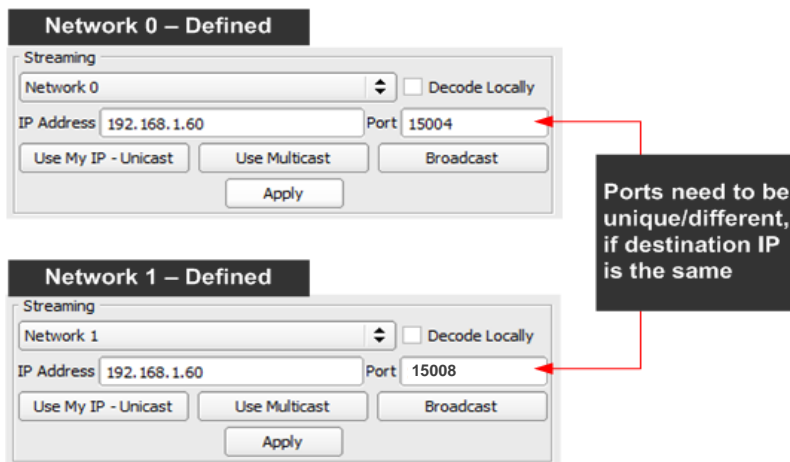 Network 0 – Defined
Streaming
Network 0
Decode Locally
IP Address 192.168.1.60 Port 15004
Use My IP - Unicast Use Multicast Broadcast
Apply
Ports need to be
unique/different,
if destination IP
is the same
Network 1 – Defined
Streaming
Network 1
Decode Locally
IP Address 192.168.1.60 Port 15008
Use My IP - Unicast Use Multicast Broadcast
Apply